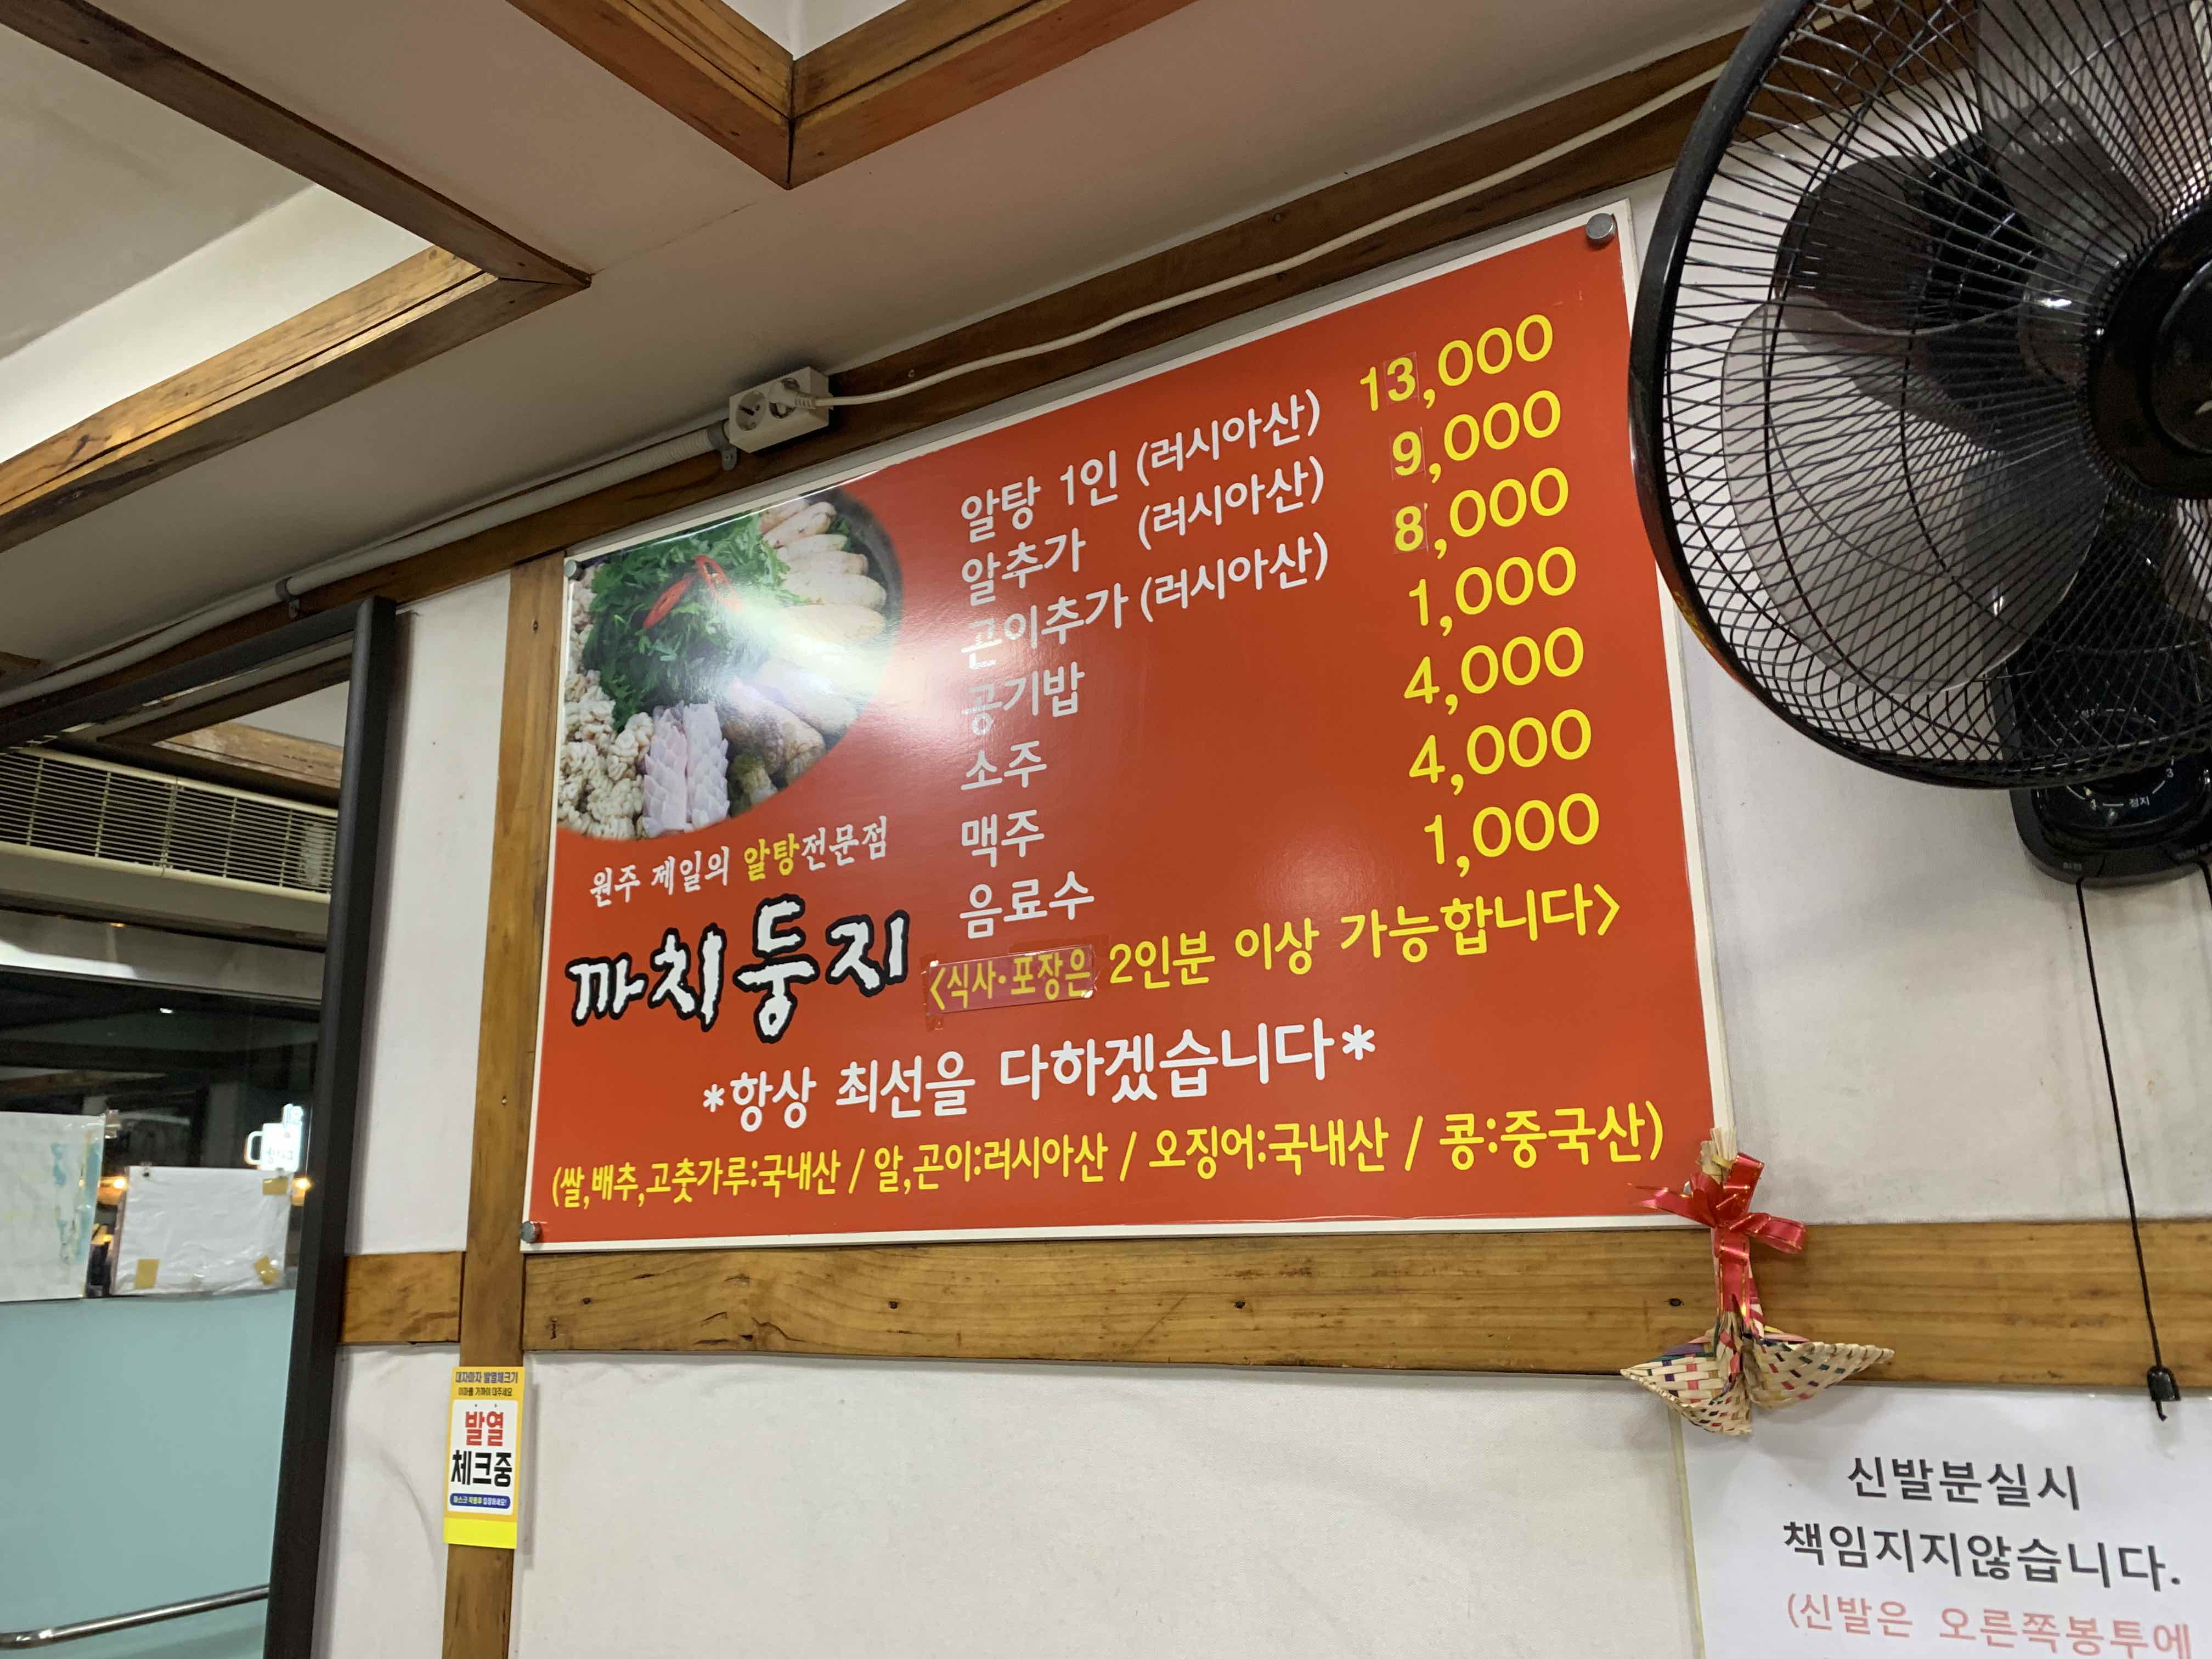 알탕 1인 (러시아산) 13,000
알추가 (러시아산) 9,000
곤이추가 (러시아산) 8,000
공기밥 1,000
소주 4,000
맥주 4,000
음료수 1,000
<식사·포장은 2인분 이상 가능합니다>
원주 제일의 알탕전문점
까치둥지
*항상 최선을 다하겠습니다*
(쌀,배추,고춧가루:국내산 / 알,곤이:러시아산 / 오징어:국내산 / 콩:중국산)
발열
체크중
신발분실시
책임지지않습니다.
(신발은 오른쪽봉투에
정지